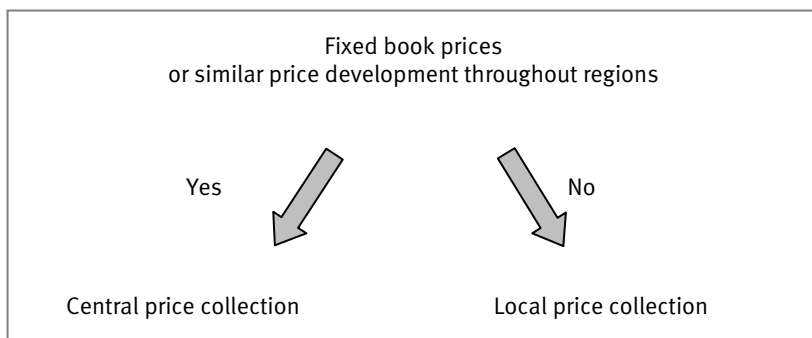 Fixed book prices
or similar price development throughout regions
Yes
No
Central price collection
Local price collection